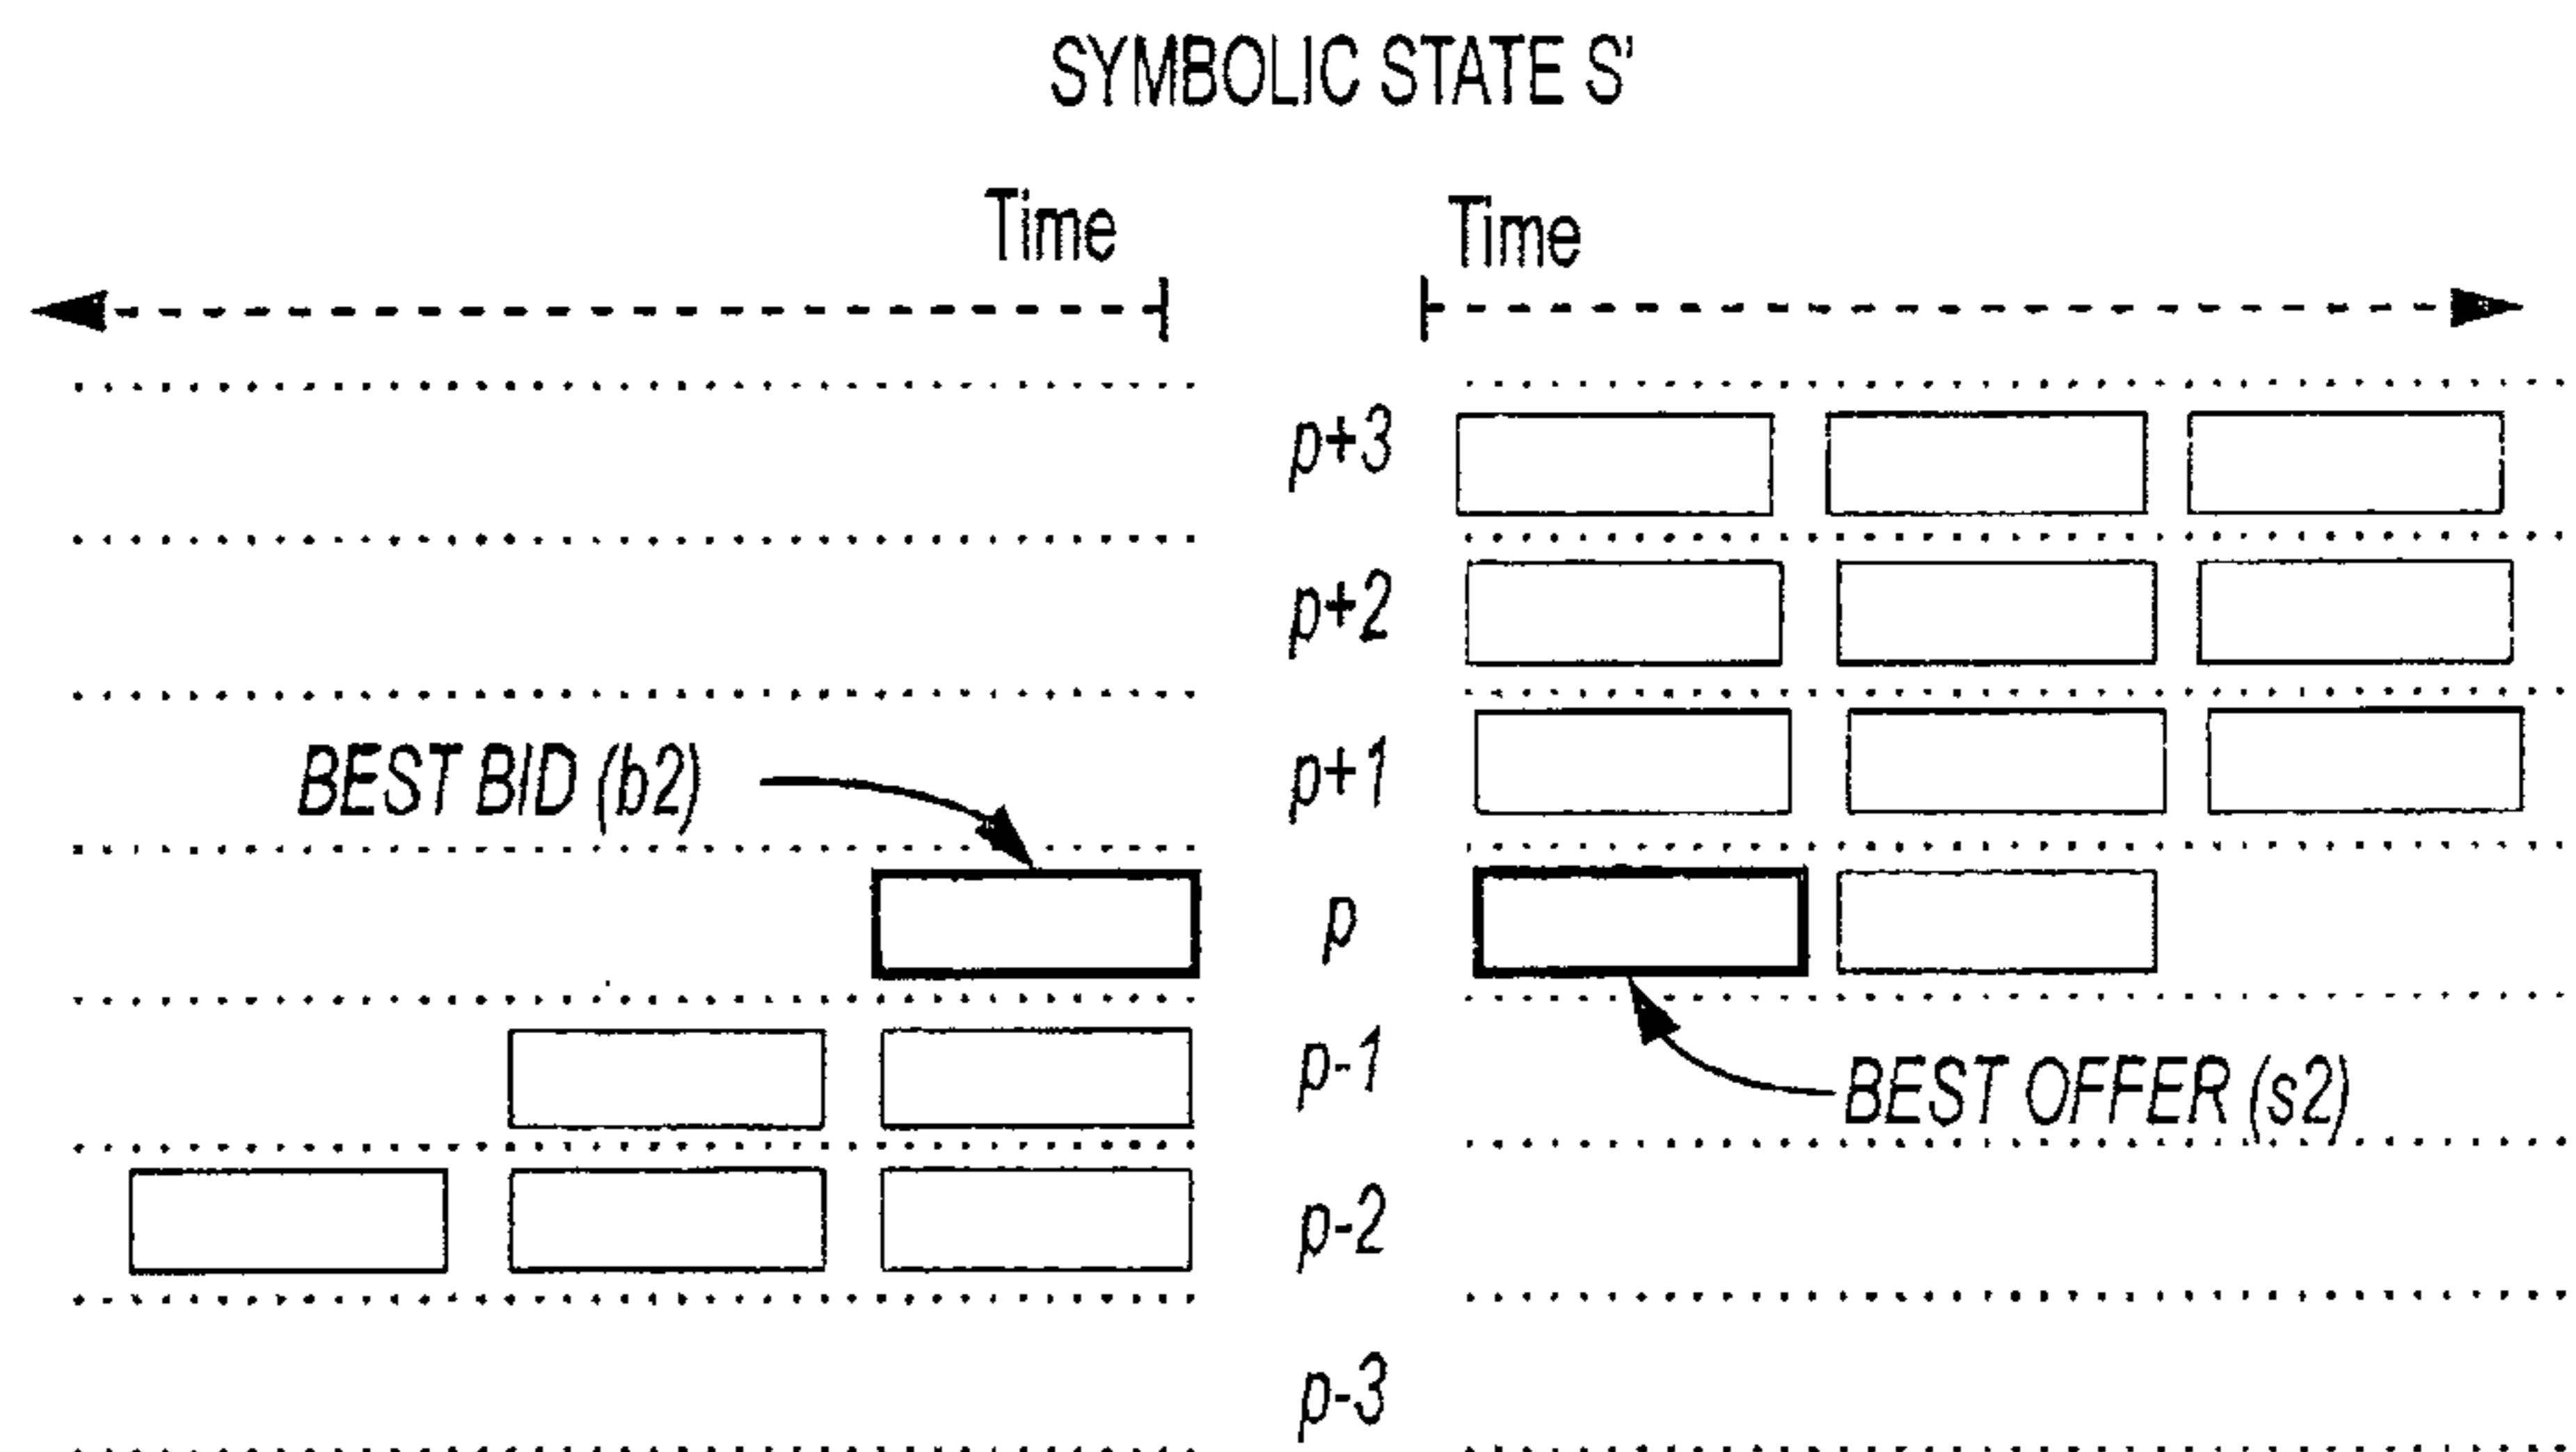 SYMBOLIC STATE S'
Time
Time
p+3
p+2
BEST BID (b2)
p+1
p
p-1
BEST OFFER (s2)
p-2
p-3